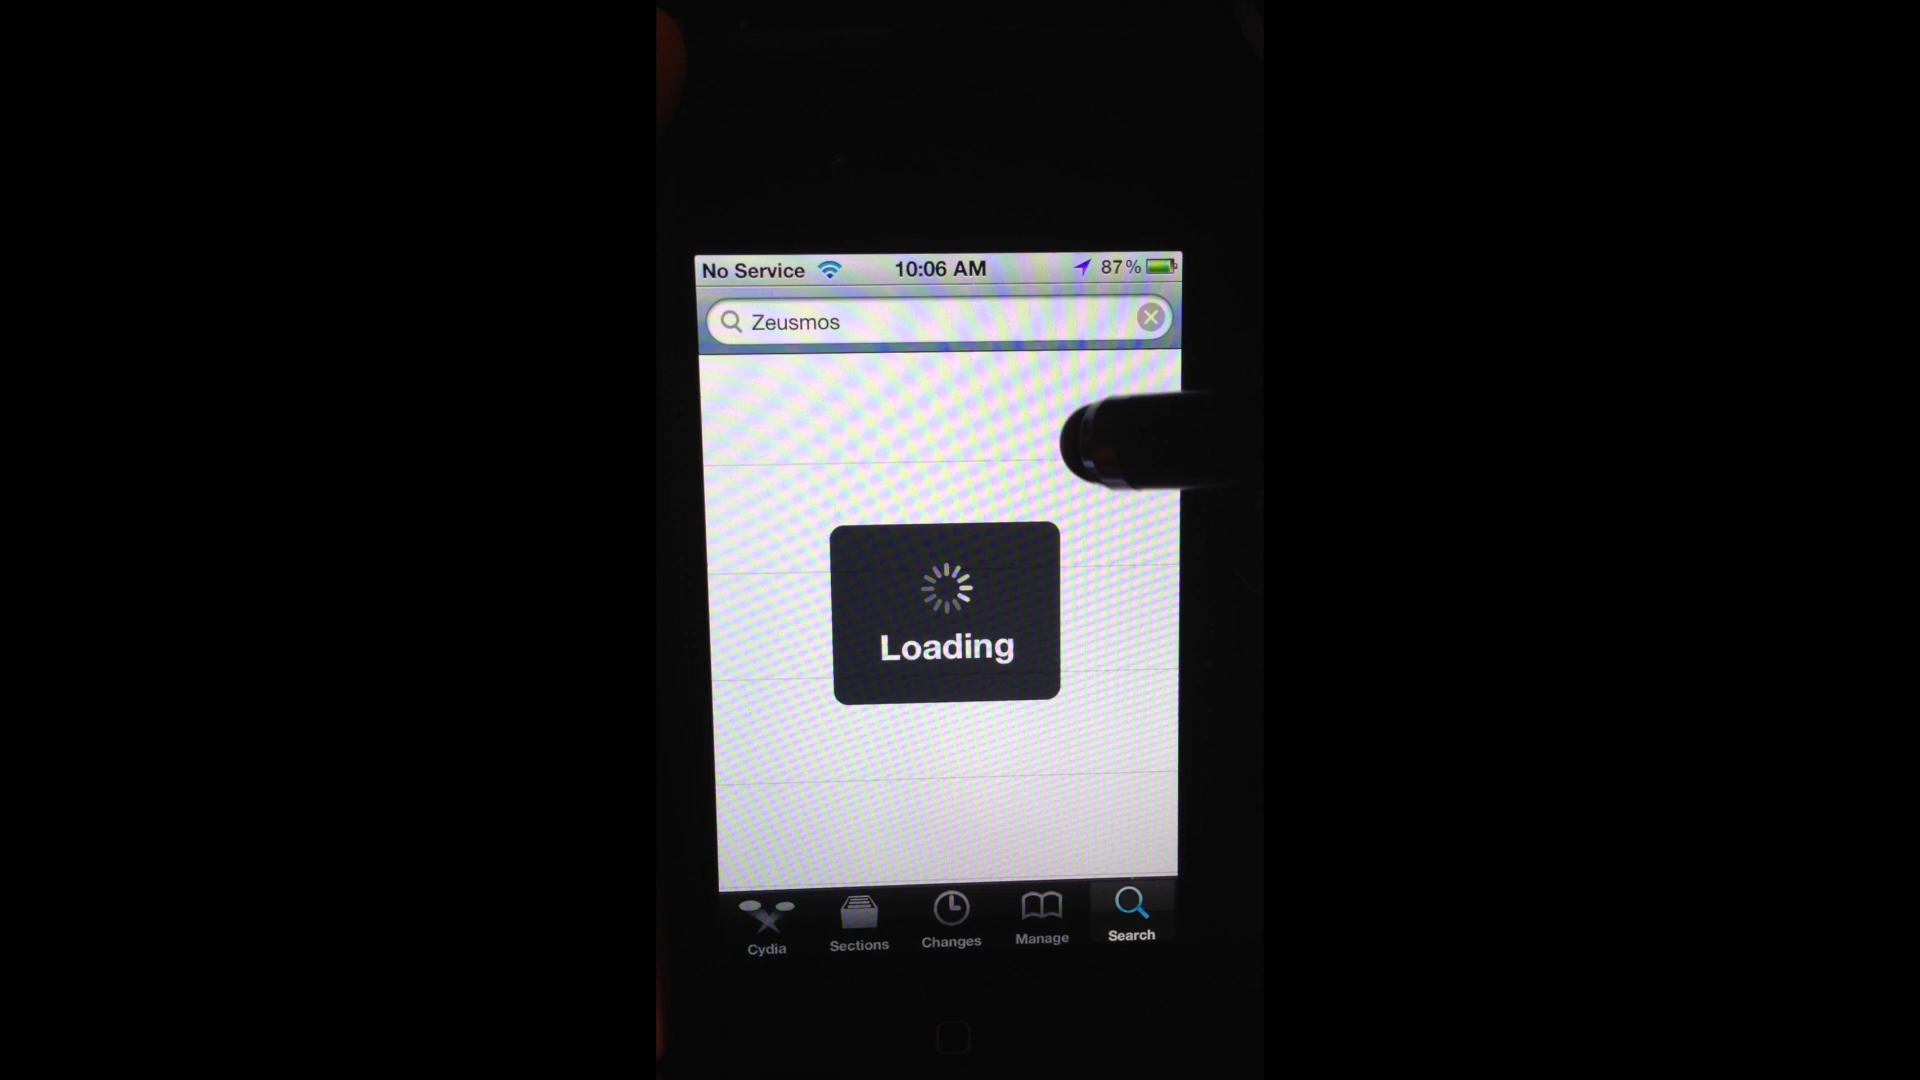 No Service 10:06 AM 87%
Zeusmos
Loading
Cydia Sections Changes Manage Search